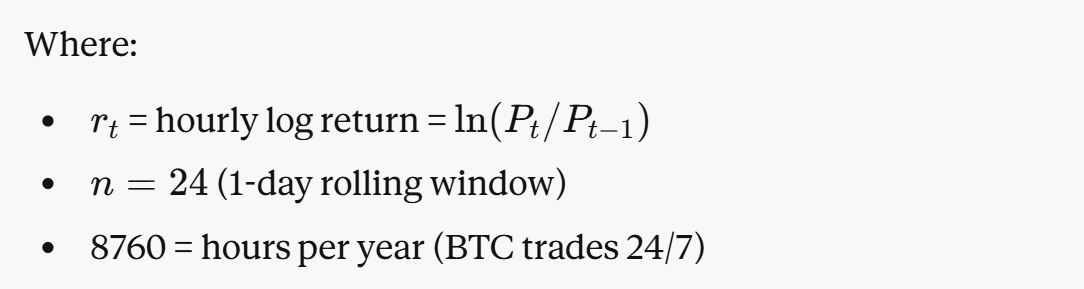 Where:
• r_t = hourly log return = ln(P_t/P_{t−1})
• n = 24 (1-day rolling window)
• 8760 = hours per year (BTC trades 24/7)